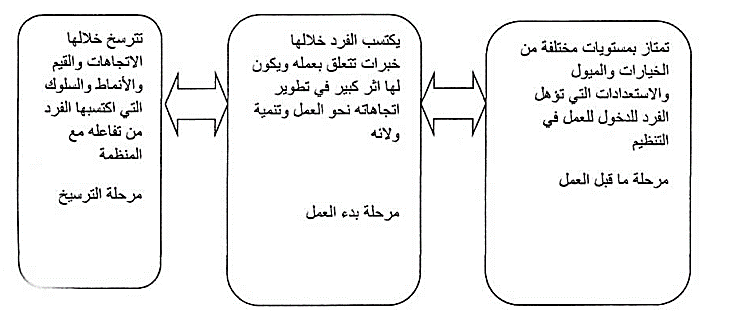 تمتاز بمستويات مختلفة من
الخيارات والميول
والاستعدادات التي تؤهل
الفرد للدخول للعمل في
التنظيم
مرحلة ما قبل العمل
يكتسب الفرد خلالها
خبرات تتعلق بعمله ويكون
لها اثر كبير في تطوير
اتجاهاته نحو العمل وتنمية
ولائه
مرحلة بدء العمل
تترسخ خلالها
الاتجاهات والقيم
والأنماط والسلوك
التي اكتسبها الفرد
من تفاعله مع
المنظمة
مرحلة الترسيخ